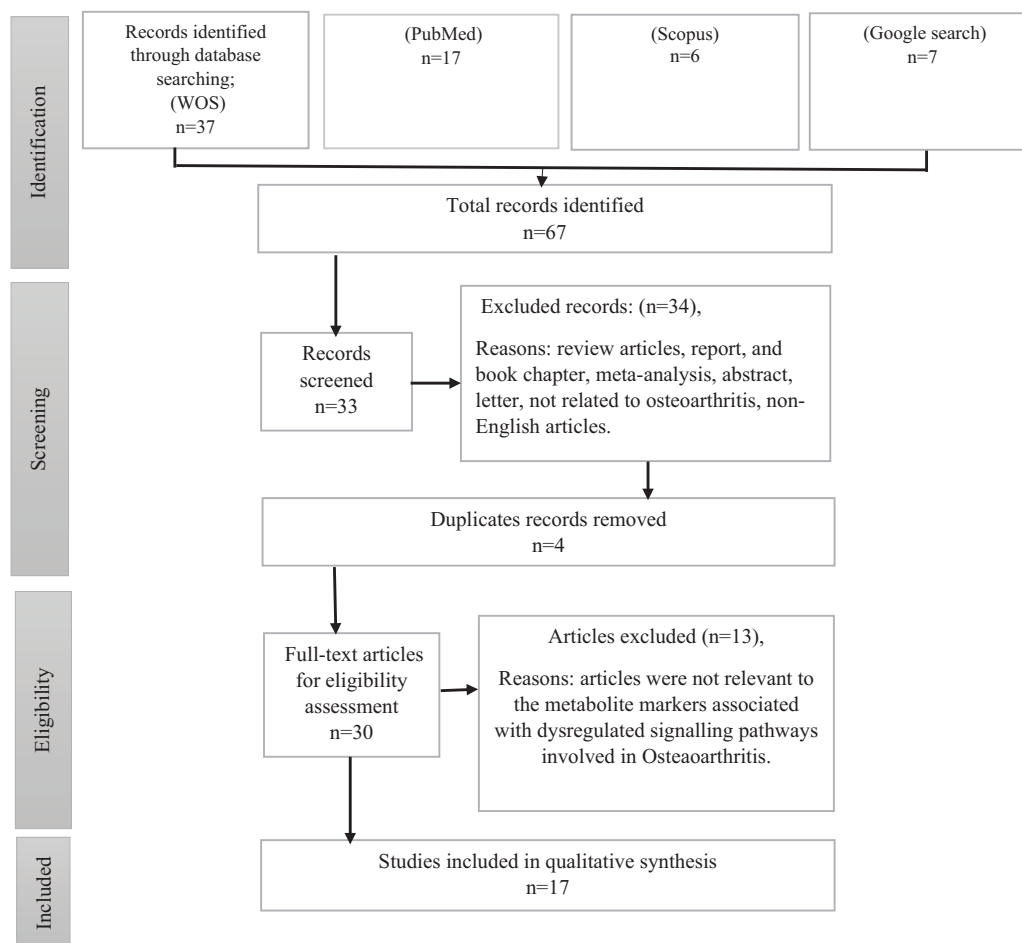 Identification
Records identified
through database
searching;
(WOS)
n=37
(PubMed)
n=17
(Scopus)
n=6
(Google search)
n=7
Total records identified
n=67
Screening
Records
screened
n=33
Excluded records: (n=34),
Reasons: review articles, report, and
book chapter, meta-analysis, abstract,
letter, not related to osteoarthritis, non-
English articles.
Duplicates records removed
n=4
Eligibility
Full-text articles
for eligibility
assessment
n=30
Articles excluded (n=13),
Reasons: articles were not relevant to
the metabolite markers associated
with dysregulated signalling pathways
involved in Osteaoarthritis.
Included
Studies included in qualitative synthesis
n=17